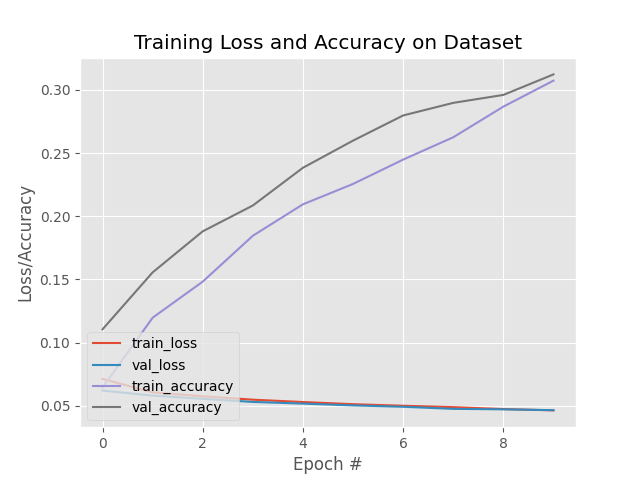 Training Loss and Accuracy on Dataset
Loss/Accuracy
0.30
0.25
0.20
0.15
0.10
0.05
train_loss
val_loss
train_accuracy
val_accuracy
0 2 4 6 8
Epoch #